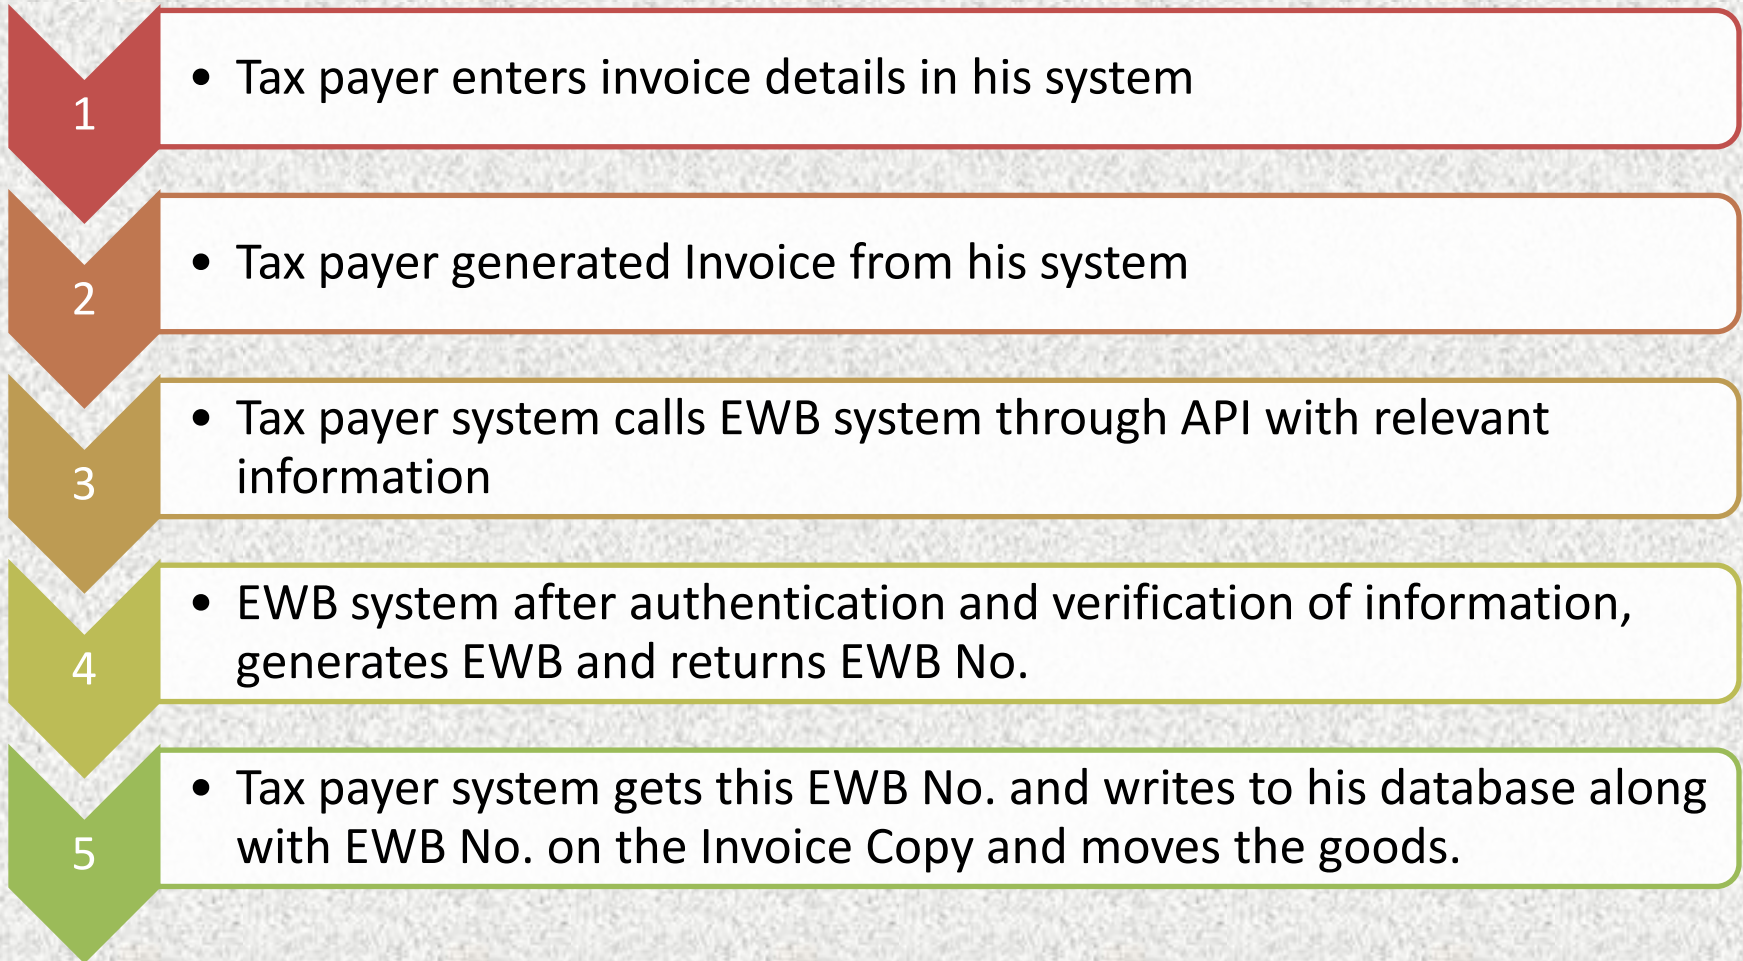 1
• Tax payer enters invoice details in his system
2
• Tax payer generated Invoice from his system
3
• Tax payer system calls EWB system through API with relevant
information
4
• EWB system after authentication and verification of information,
generates EWB and returns EWB No.
5
• Tax payer system gets this EWB No. and writes to his database along
with EWB No. on the Invoice Copy and moves the goods.